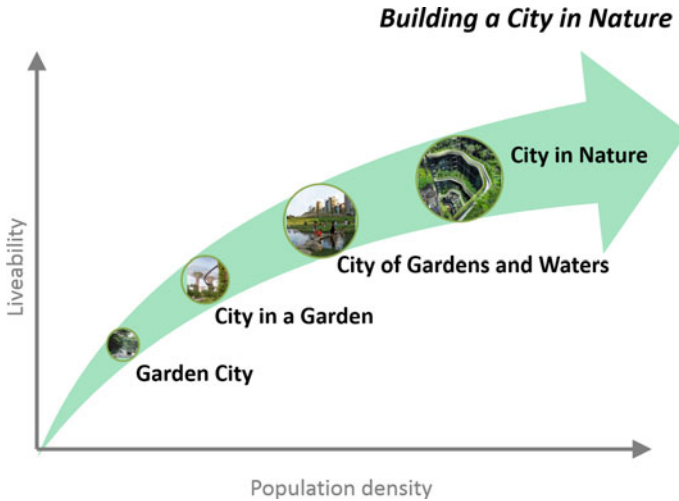 Building a City in Nature
City in Nature
City of Gardens and Waters
City in a Garden
Garden City
Liveability
Population density